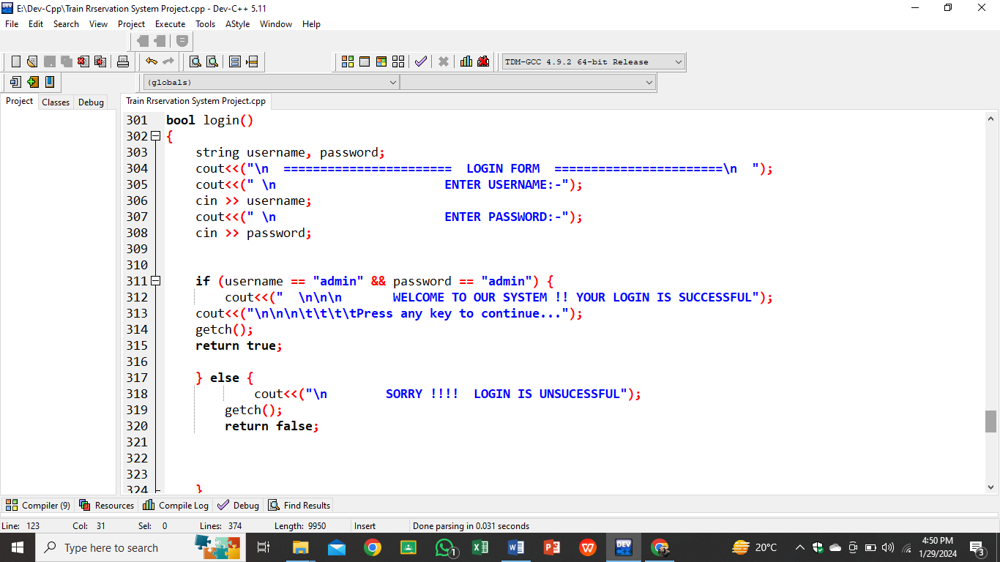 E:\Dev-Cpp\Train Rrservation System Project.cpp - Dev-C++ 5.11
File Edit Search View Project Execute Tools AStyle Window Help
TDM-GCC 4.9.2 64-bit Release
(globals)
Project Classes Debug Train Rrservation System Project.cpp
301 bool login()
302 {
303 string username, password;
304 cout<<("\n ======================= LOGIN FORM =======================\n ");
305 cout<<(" \n ENTER USERNAME:-");
306 cin >> username;
307 cout<<(" \n ENTER PASSWORD:-");
308 cin >> password;
309
310
311 if (username == "admin" && password == "admin") {
312 cout<<(" \n\n\n WELCOME TO OUR SYSTEM !! YOUR LOGIN IS SUCCESSFUL");
313 cout<<("\n\n\n\t\t\t\tPress any key to continue...");
314 getch();
315 return true;
316
317 } else {
318 cout<<("\n SORRY !!!! LOGIN IS UNSUCESSFUL");
319 getch();
320 return false;
321
322
323
324 }
Compiler (9) Resources Compile Log Debug Find Results
Line: 123 Col: 31 Sel: 0 Lines: 374 Length: 9950 Insert Done parsing in 0.031 seconds
Type here to search 1 DEV 20°C 4:50 PM
1/29/2024 3